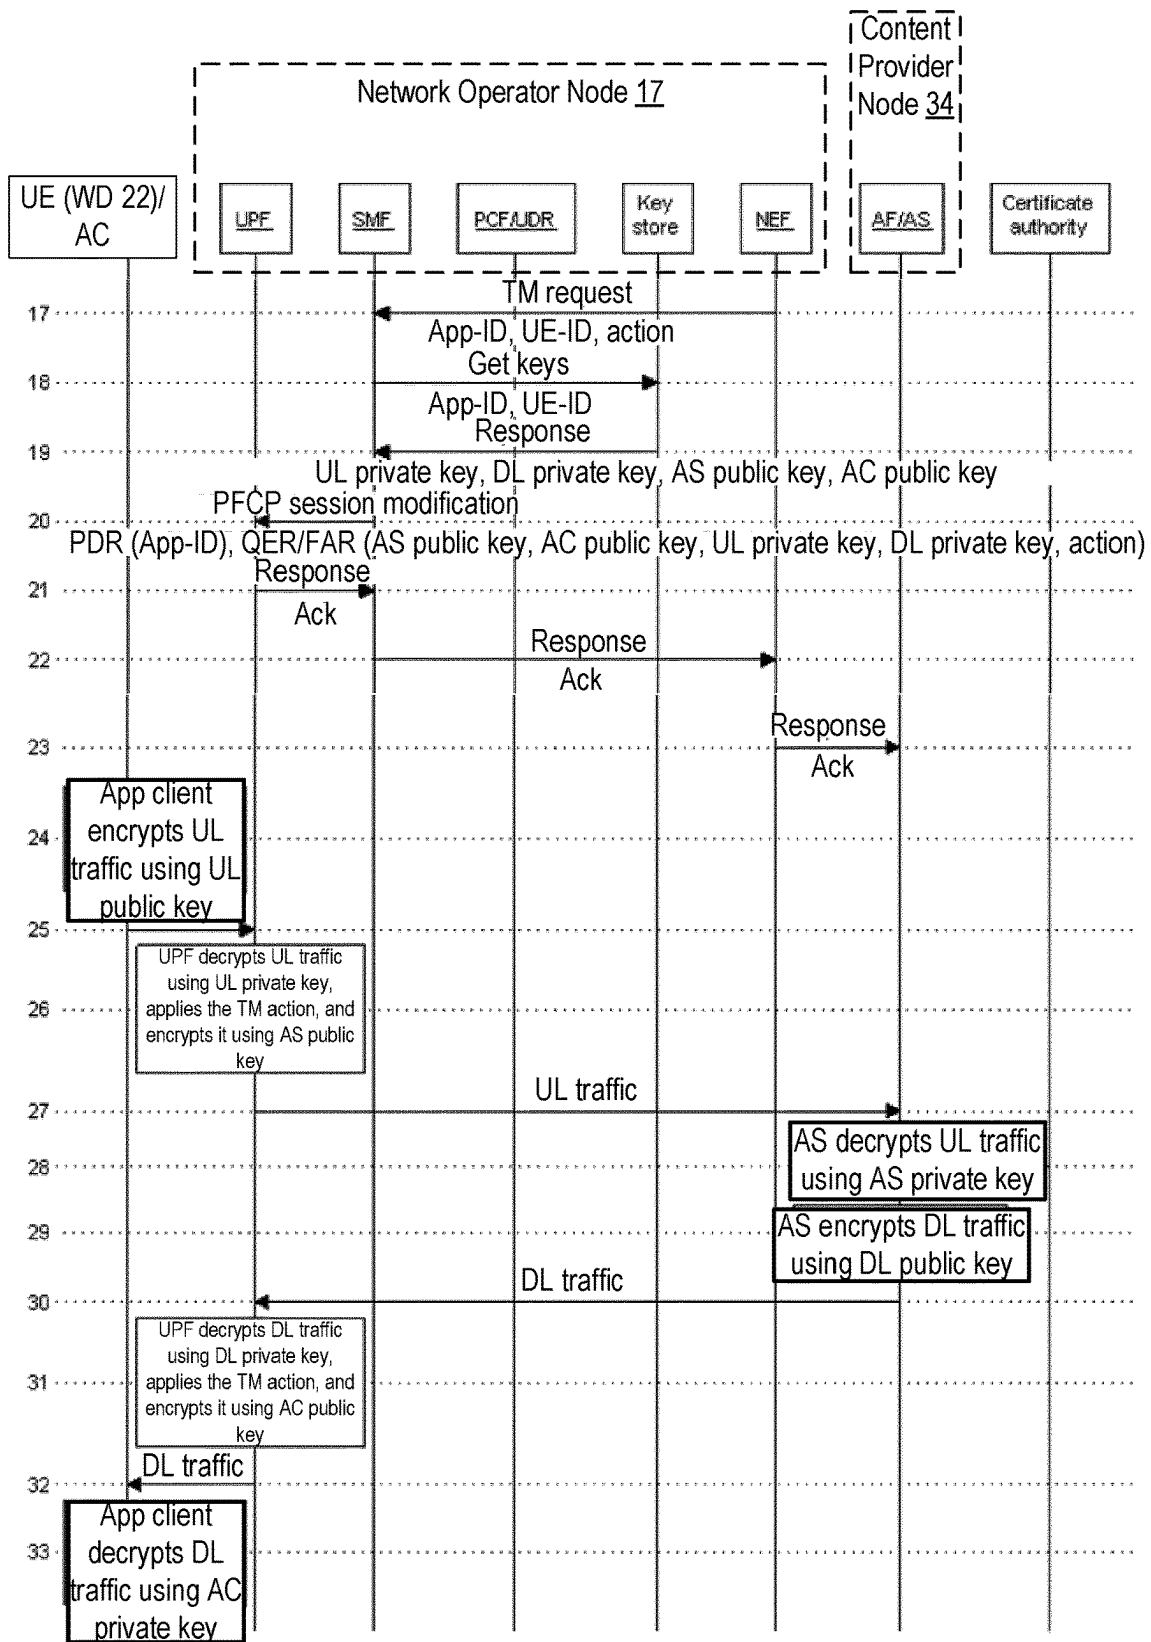 Content
Provider
Node 34
Network Operator Node 17
UE (WD 22)/
AC
UPF
SMF
PCF/UDR
Key
store
NEF
AF/AS
Certificate
authority
17
TM request
App-ID, UE-ID, action
18
Get keys
App-ID, UE-ID
19
Response
UL private key, DL private key, AS public key, AC public key
20
PFCP session modification
PDR (App-ID), QER/FAR (AS public key, AC public key, UL private key, DL private key, action)
21
Response
Ack
22
Response
Ack
23
Response
Ack
24
App client
encrypts UL
traffic using UL
public key
25
26
UPF decrypts UL traffic
using UL private key,
applies the TM action, and
encrypts it using AS public
key
27
UL traffic
28
AS decrypts UL traffic
using AS private key
29
AS encrypts DL traffic
using DL public key
30
DL traffic
31
UPF decrypts DL traffic
using DL private key,
applies the TM action, and
encrypts it using AC public
key
32
DL traffic
33
App client
decrypts DL
traffic using AC
private key